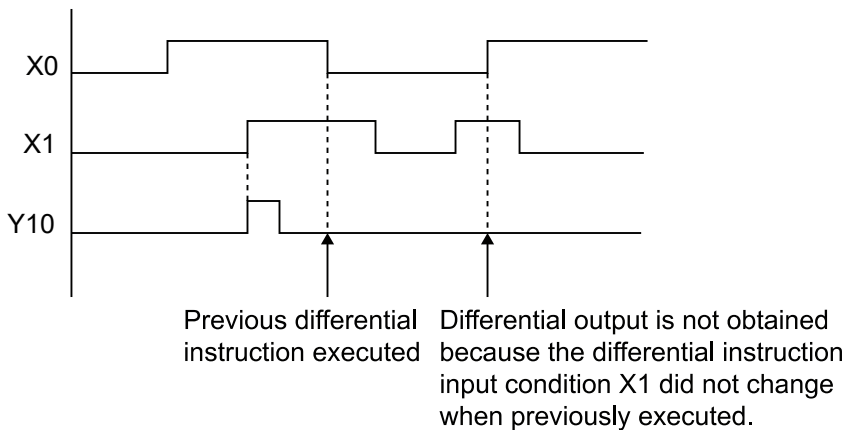 X0
X1
Y10
Previous differential
instruction executed
Differential output is not obtained
because the differential instruction
input condition X1 did not change
when previously executed.